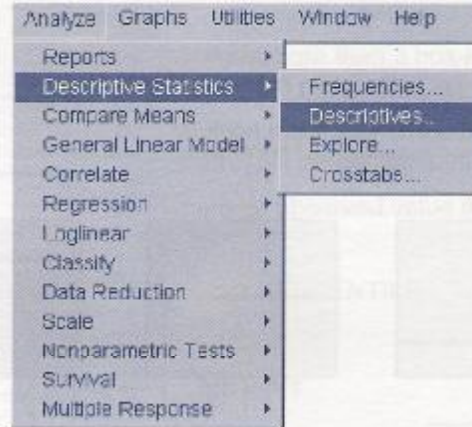 Analyze Graphs Utilities Window Help
Reports
Descriptive Statistics
Compare Means
General Linear Model
Correlate
Regression
Loglinear
Classify
Data Reduction
Scale
Nonparametric Tests
Survival
Multiple Response
Frequencies...
Descriptives...
Explore...
Crosstabs...